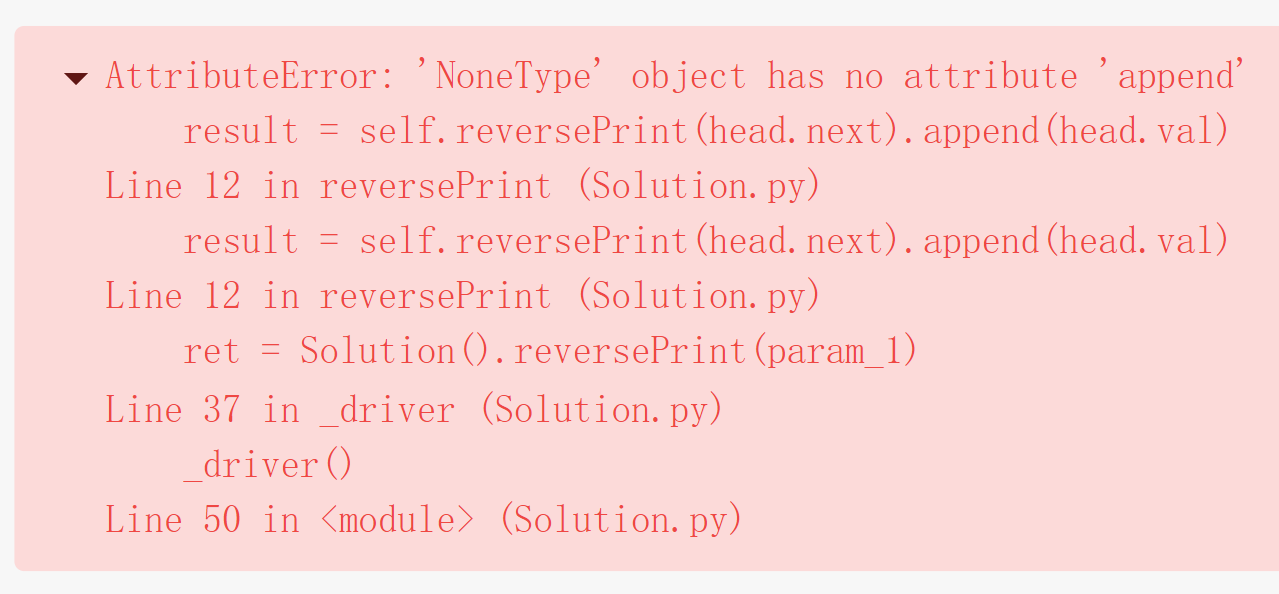 AttributeError: 'NoneType' object has no attribute 'append'
result = self.reversePrint(head.next).append(head.val)
Line 12 in reversePrint (Solution.py)
result = self.reversePrint(head.next).append(head.val)
Line 12 in reversePrint (Solution.py)
ret = Solution().reversePrint(param_1)
Line 37 in _driver (Solution.py)
_driver()
Line 50 in <module> (Solution.py)